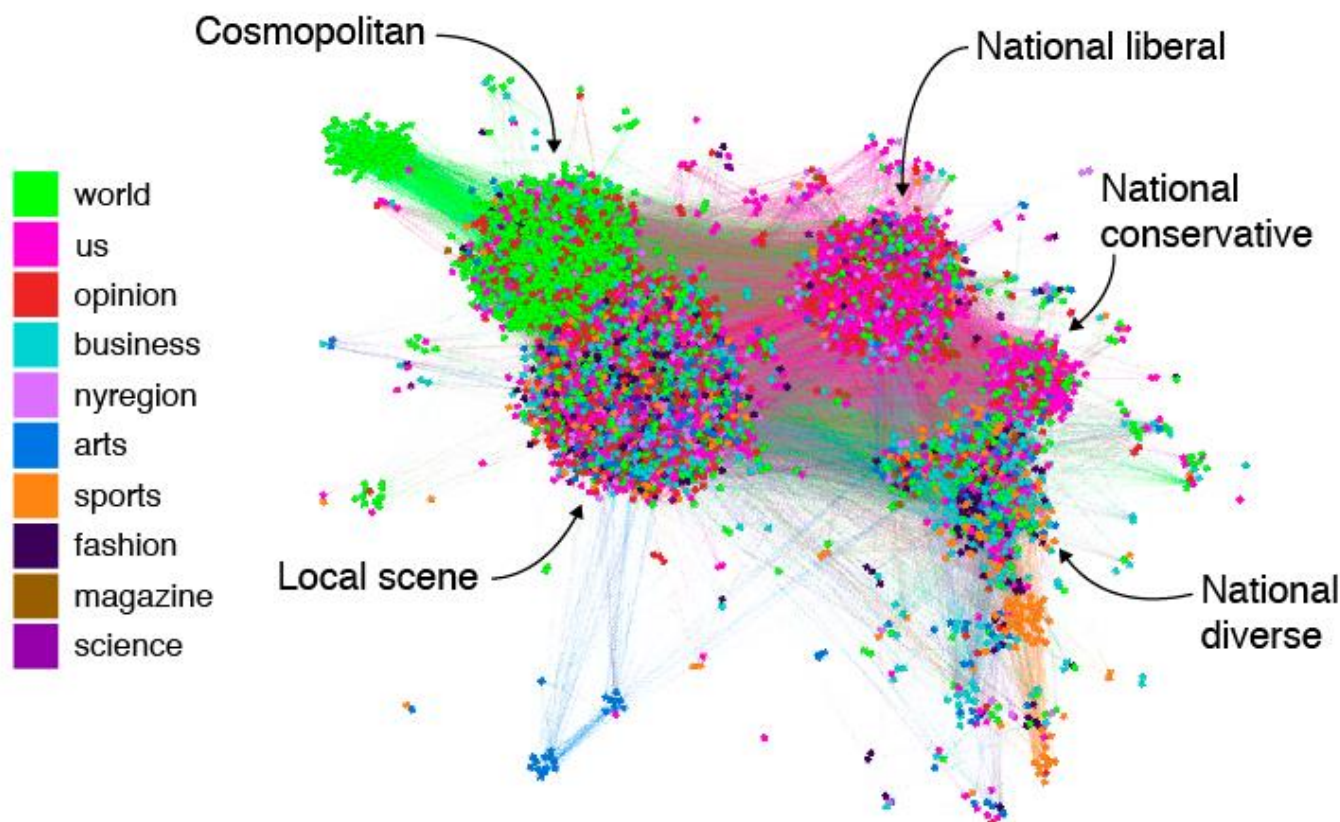 Cosmopolitan
National liberal
National
conservative
world
us
opinion
business
nyregion
arts
sports
fashion
magazine
science
Local scene
National
diverse